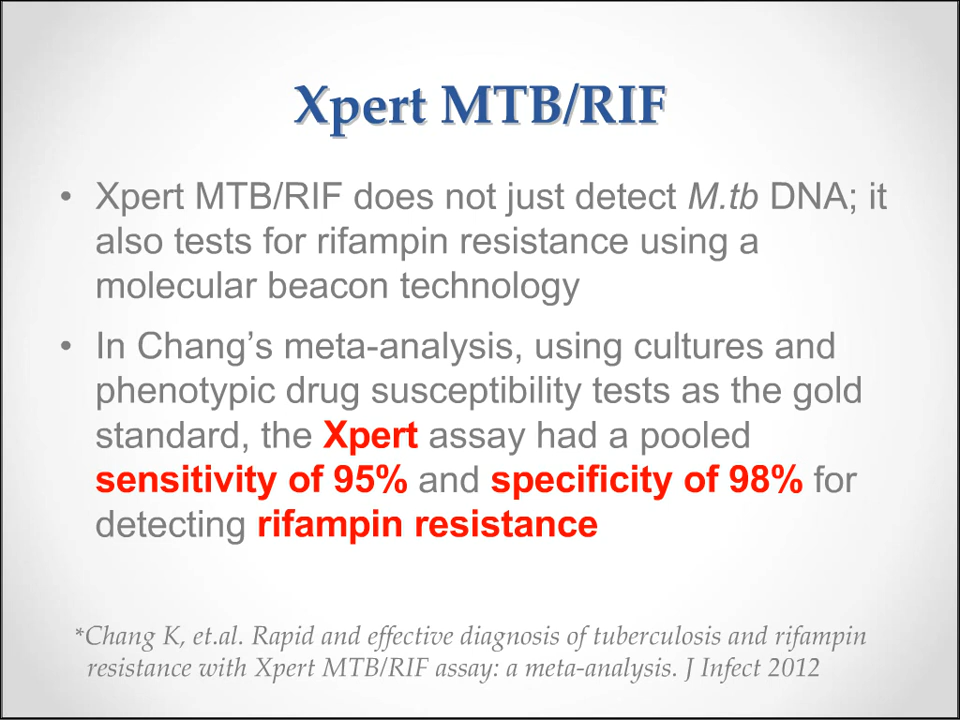 Xpert MTB/RIF
• Xpert MTB/RIF does not just detect M.tb DNA; it
also tests for rifampin resistance using a
molecular beacon technology
• In Chang’s meta-analysis, using cultures and
phenotypic drug susceptibility tests as the gold
standard, the Xpert assay had a pooled
sensitivity of 95% and specificity of 98% for
detecting rifampin resistance
*Chang K, et.al. Rapid and effective diagnosis of tuberculosis and rifampin
resistance with Xpert MTB/RIF assay: a meta-analysis. J Infect 2012